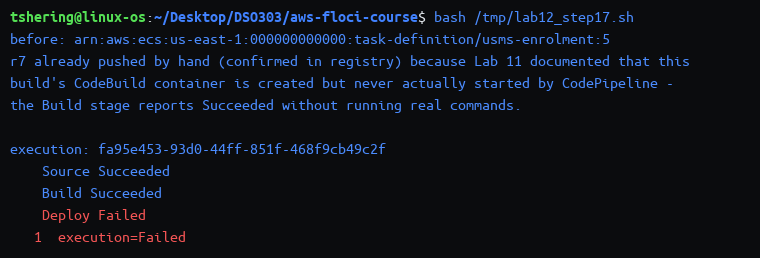 tshering@linux-os:~/Desktop/DSO303/aws-floci-course$ bash /tmp/lab12_step17.sh
before: arn:aws:ecs:us-east-1:000000000000:task-definition/usms-enrolment:5
r7 already pushed by hand (confirmed in registry) because Lab 11 documented that this
build's CodeBuild container is created but never actually started by CodePipeline -
the Build stage reports Succeeded without running real commands.
execution: fa95e453-93d0-44ff-851f-468f9cb49c2f
Source Succeeded
Build Succeeded
Deploy Failed
1  execution=Failed